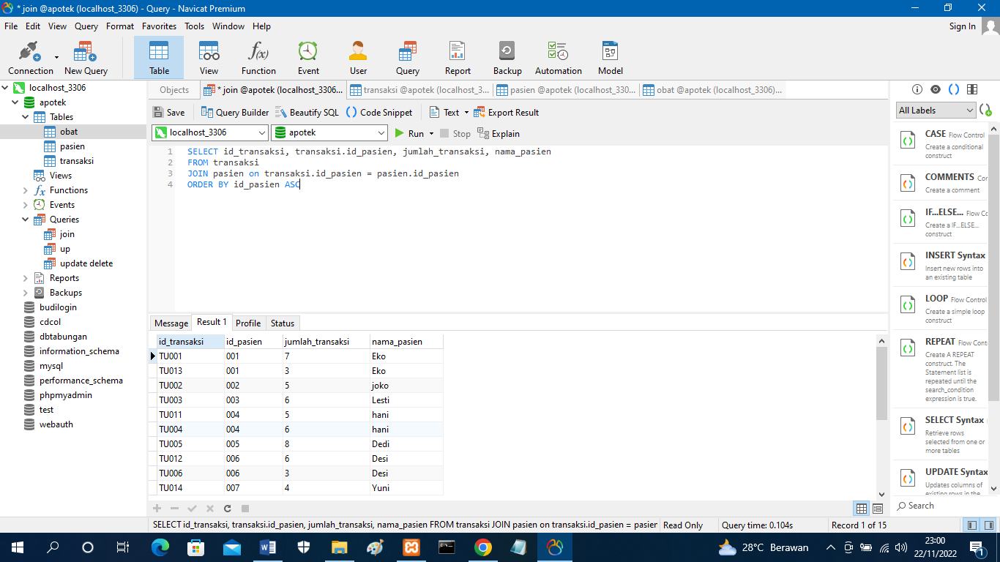 * join @apotek (localhost_3306) - Query - Navicat Premium
File Edit View Query Format Favorites Tools Window Help Sign In
Connection New Query Table View Function Event User Query Report Backup Automation Model
localhost_3306
apotek
Tables
obat
pasien
transaksi
Views
Functions
Events
Queries
join
up
update delete
Reports
Backups
budilogin
cdcol
dbtabungan
information_schema
mysql
performance_schema
phpmyadmin
test
webauth
Objects * join @apotek (localhost_3306... transaksi @apotek (localhost_3... pasien @apotek (localhost_330... obat @apotek (localhost_3306)...
Save Query Builder Beautify SQL Code Snippet Text Export Result
localhost_3306 apotek Run Stop Explain
1 SELECT id_transaksi, transaksi.id_pasien, jumlah_transaksi, nama_pasien
2 FROM transaksi
3 JOIN pasien on transaksi.id_pasien = pasien.id_pasien
4 ORDER BY id_pasien ASC
Message Result 1 Profile Status
id_transaksi id_pasien jumlah_transaksi nama_pasien
TU001 001 7 Eko
TU013 001 3 Eko
TU002 002 5 joko
TU003 003 6 Lesti
TU011 004 5 hani
TU004 004 6 hani
TU005 005 8 Dedi
TU012 006 6 Desi
TU006 006 3 Desi
TU014 007 4 Yuni
All Labels
CASE Flow Control
Create a conditional
construct
COMMENTS Co
Create a comment
IF...ELSE... Flow Co
Create a IF...ELSE...
construct
INSERT Syntax
Insert new rows into
an existing table
LOOP Flow Control
Create a simple loop
construct
REPEAT Flow Cont
Create A REPEAT
construct. The
Statement list is
repeated until the
search_condition
expression is true.
SELECT Syntax
Retrieve rows
selected from one or
more tables
UPDATE Syntax
Updates columns of
existing rows in the
Search
SELECT id_transaksi, transaksi.id_pasien, jumlah_transaksi, nama_pasien FROM transaksi JOIN pasien on transaksi.id_pasien = pasier Read Only Query time: 0.104s Record 1 of 15
28°C Berawan 23:00
22/11/2022
1